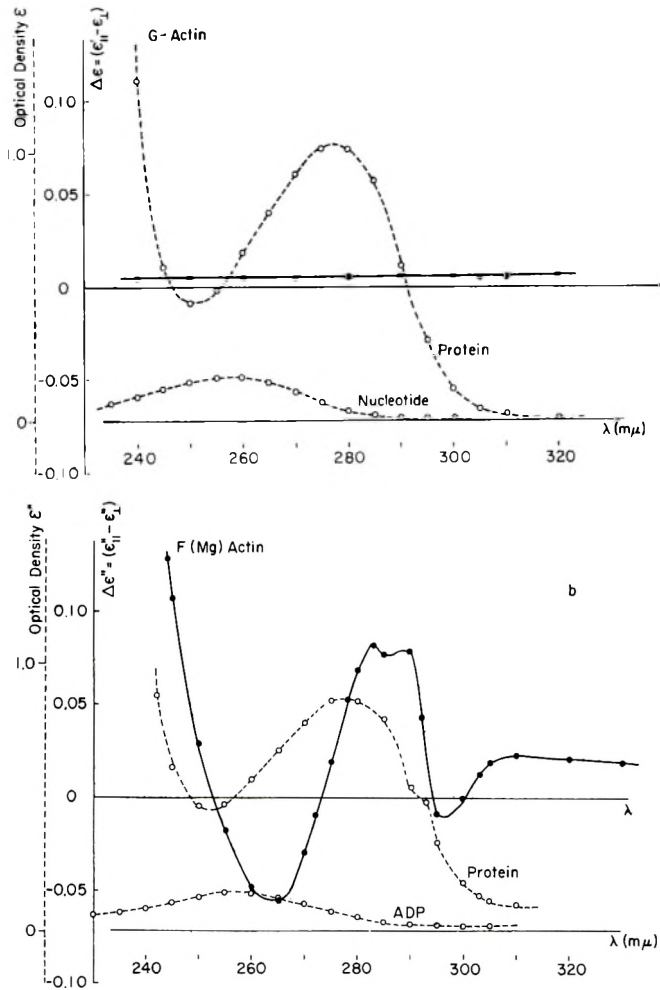 G-Actin
Optical Density ε
Δε = (ε'∥ - ε'⊥)
0.10
1.0
0.05
0
Protein
-0.05
Nucleotide
0
λ (mμ)
-0.10
240 260 280 300 320
Optical Density ε"
Δε" = (ε"∥ - ε"⊥)
F (Mg) Actin
b
0.10
1.0
0.05
0
λ
Protein
-0.05
ADP
0
λ (mμ)
-0.10
240 260 280 300 320